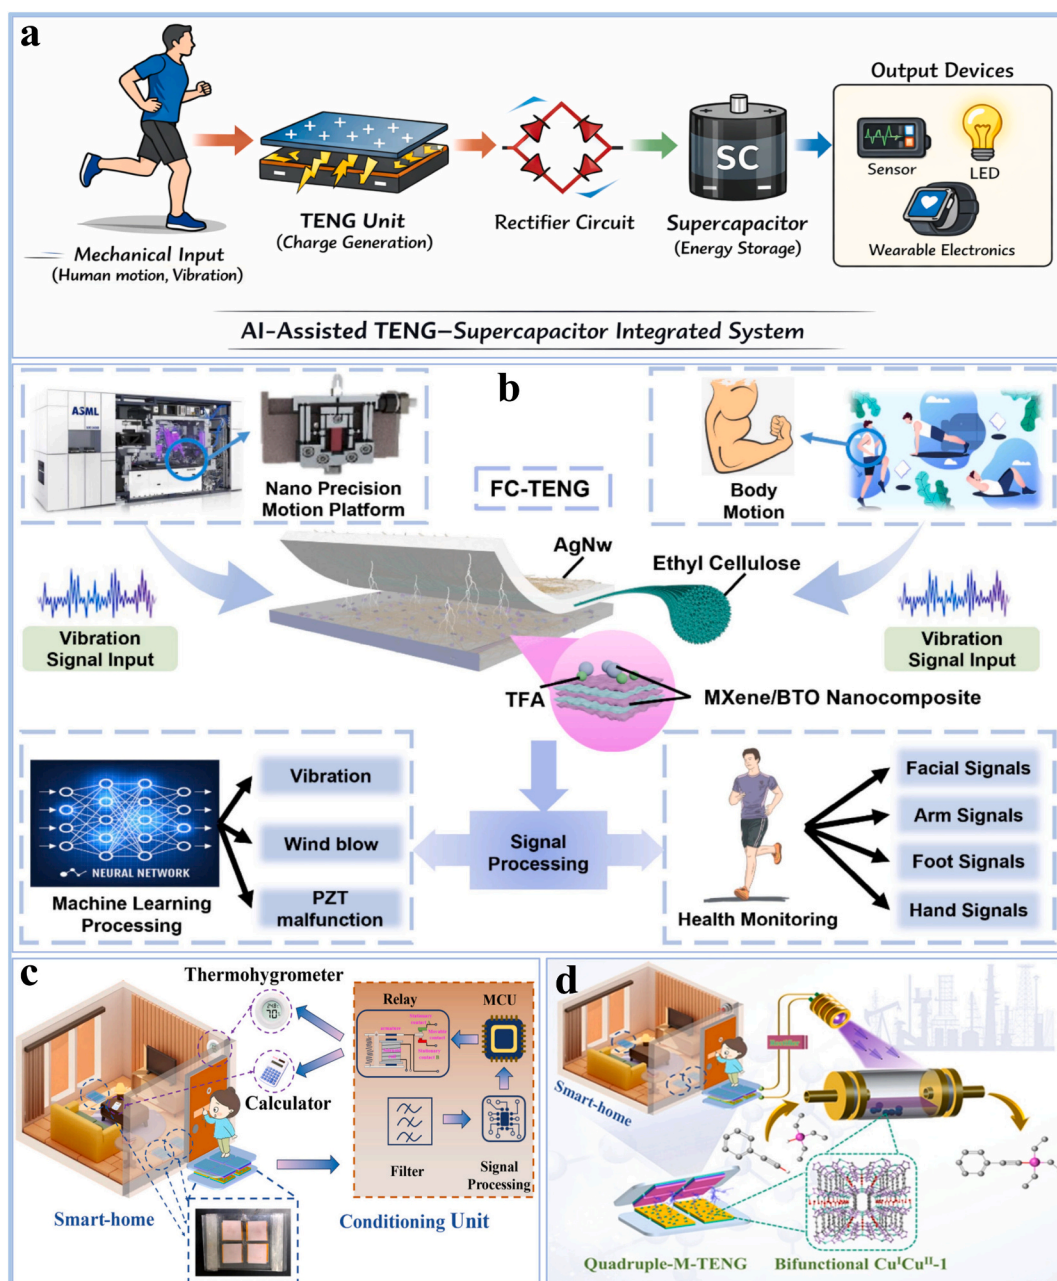 a
Output Devices
SC
Sensor
LED
TENG Unit
(Charge Generation)
Rectifier Circuit
Supercapacitor
(Energy Storage)
Wearable Electronics
Mechanical Input
(Human motion, Vibration)
AI-Assisted TENG–Supercapacitor Integrated System
b
ASML
Nano Precision
Motion Platform
FC-TENG
Body
Motion
AgNw
Ethyl Cellulose
Vibration
Signal Input
Vibration
Signal Input
TFA
MXene/BTO Nanocomposite
NEURAL NETWORK
Machine Learning
Processing
Vibration
Wind blow
PZT
malfunction
Signal
Processing
Health Monitoring
Facial Signals
Arm Signals
Foot Signals
Hand Signals
c
Thermohygrometer
Calculator
Relay
MCU
Filter
Signal
Processing
Smart-home
Conditioning Unit
d
Rectifier
Smart-home
Quadruple-M-TENG
Bifunctional CuᴵCuᴵᴵ-1